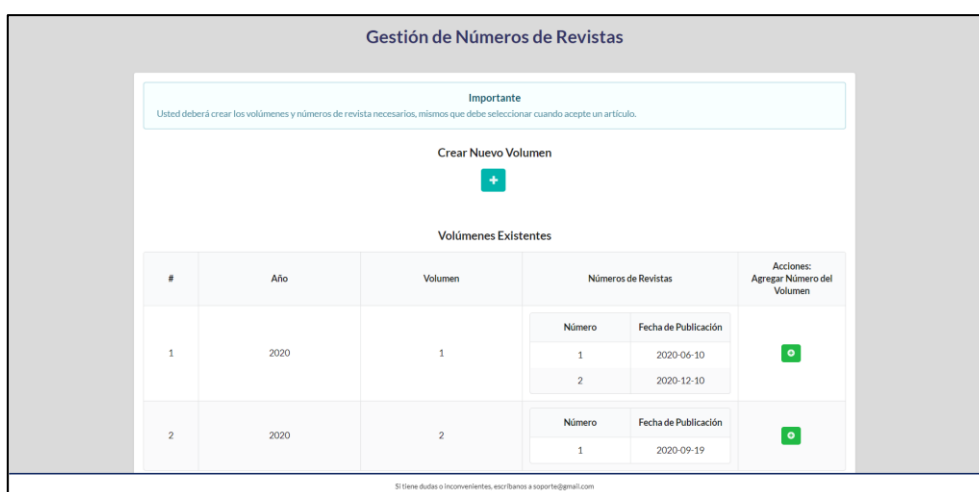 Gestión de Números de Revistas
Importante
Usted deberá crear los volúmenes y números de revista necesarios, mismos que debe seleccionar cuando acepte un artículo.
Crear Nuevo Volumen
+
Volúmenes Existentes
# Año Volumen Números de Revistas Acciones: Agregar Número del Volumen
Número Fecha de Publicación
1 2020 1 1 2020-06-10
2 2020-12-10
Número Fecha de Publicación
2 2020 2 1 2020-09-19
Si tiene dudas o inconvenientes, escríbanos a soporte@gmail.com